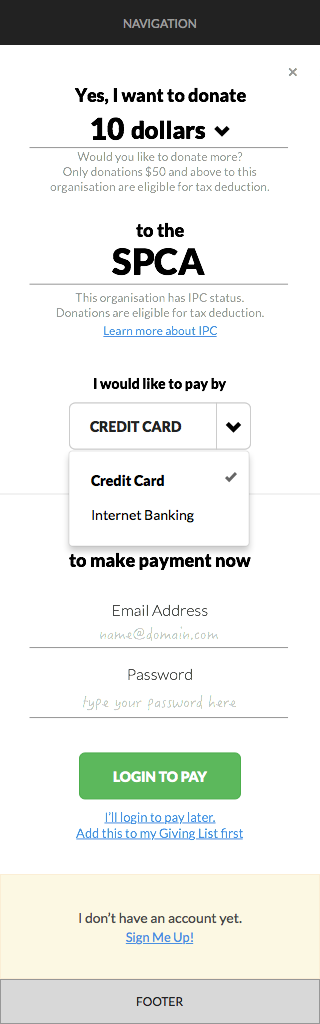 NAVIGATION
×
Yes, I want to donate
10 dollars
Would you like to donate more?
Only donations $50 and above to this
organisation are eligible for tax deduction.
to the
SPCA
This organisation has IPC status.
Donations are eligible for tax deduction.
Learn more about IPC
I would like to pay by
CREDIT CARD
Credit Card
Internet Banking
to make payment now
Email Address
name@domain.com
Password
type your password here
LOGIN TO PAY
I'll login to pay later.
Add this to my Giving List first
I don't have an account yet.
Sign Me Up!
FOOTER